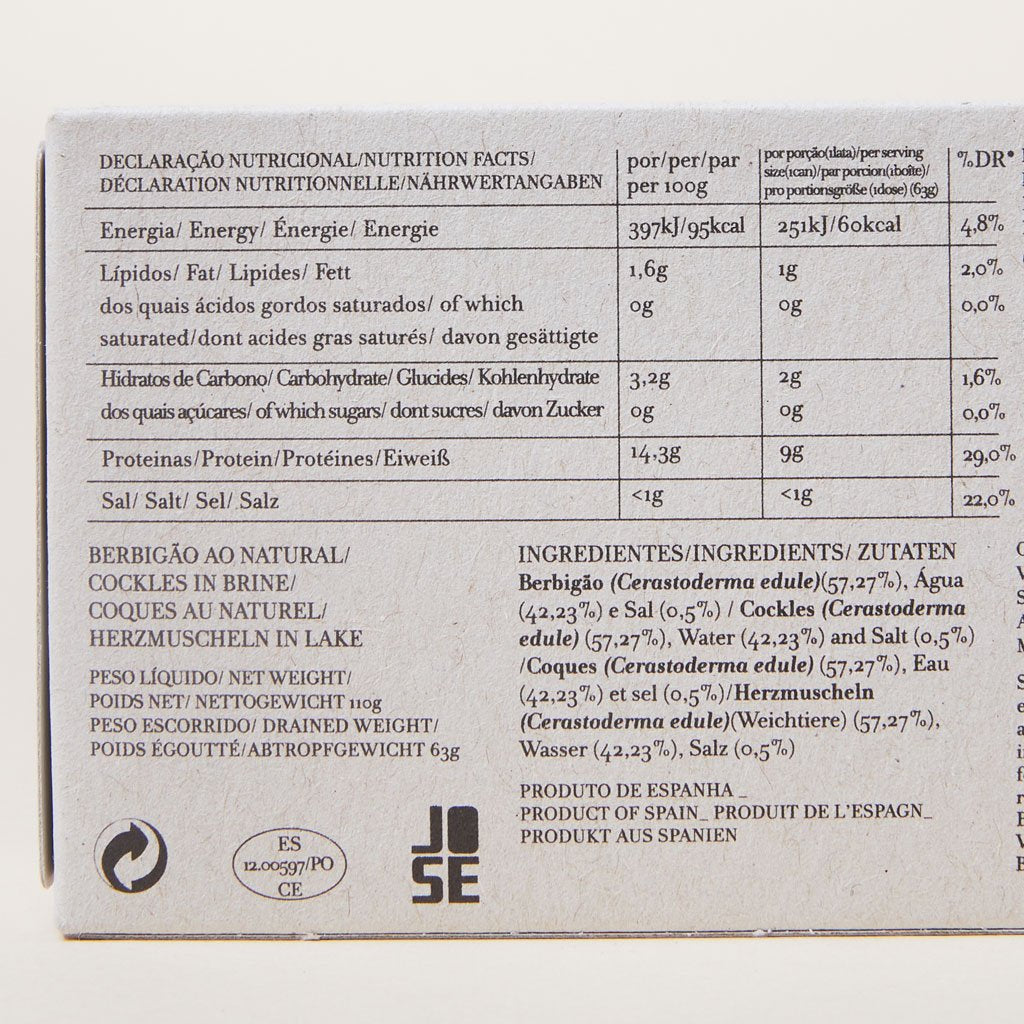 DECLARAÇÃO NUTRICIONAL/NUTRITION FACTS/
DÉCLARATION NUTRITIONNELLE/NÄHRWERTANGABEN
por/per/par
per 100g
por porção(1lata)/per serving
size(1can)/par porcion(1boîte)/
pro portionsgröße (1dose) (63g)
%DR*
Energia/ Energy/ Énergie/ Energie 397kJ/95kcal 251kJ/60kcal 4,8%
Lípidos/ Fat/ Lipides/ Fett 1,6g 1g 2,0%
dos quais ácidos gordos saturados/ of which 0g 0g 0,0%
saturated/dont acides gras saturés/ davon gesättigte
Hidratos de Carbono/ Carbohydrate/ Glucides/ Kohlenhydrate 3,2g 2g 1,6%
dos quais açúcares/ of which sugars/ dont sucres/ davon Zucker 0g 0g 0,0%
Proteinas/Protein/Protéines/Eiweiß 14,3g 9g 29,0%
Sal/ Salt/ Sel/ Salz <1g <1g 22,0%
BERBIGÃO AO NATURAL/
COCKLES IN BRINE/
COQUES AU NATUREL/
HERZMUSCHELN IN LAKE
PESO LÍQUIDO/ NET WEIGHT/
POIDS NET/ NETTOGEWICHT 110g
PESO ESCORRIDO/ DRAINED WEIGHT/
POIDS ÉGOUTTÉ/ABTROPFGEWICHT 63g
ES
12.00597/PO
CE
JO
SE
INGREDIENTES/INGREDIENTS/ ZUTATEN
Berbigão (Cerastoderma edule)(57,27%), Água
(42,23%) e Sal (0,5%) / Cockles (Cerastoderma
edule) (57,27%), Water (42,23%) and Salt (0,5%)
/Coques (Cerastoderma edule) (57,27%), Eau
(42,23%) et sel (0,5%)/Herzmuscheln
(Cerastoderma edule)(Weichtiere) (57,27%),
Wasser (42,23%), Salz (0,5%)
PRODUTO DE ESPANHA _
PRODUCT OF SPAIN_ PRODUIT DE L'ESPAGN_
PRODUKT AUS SPANIEN